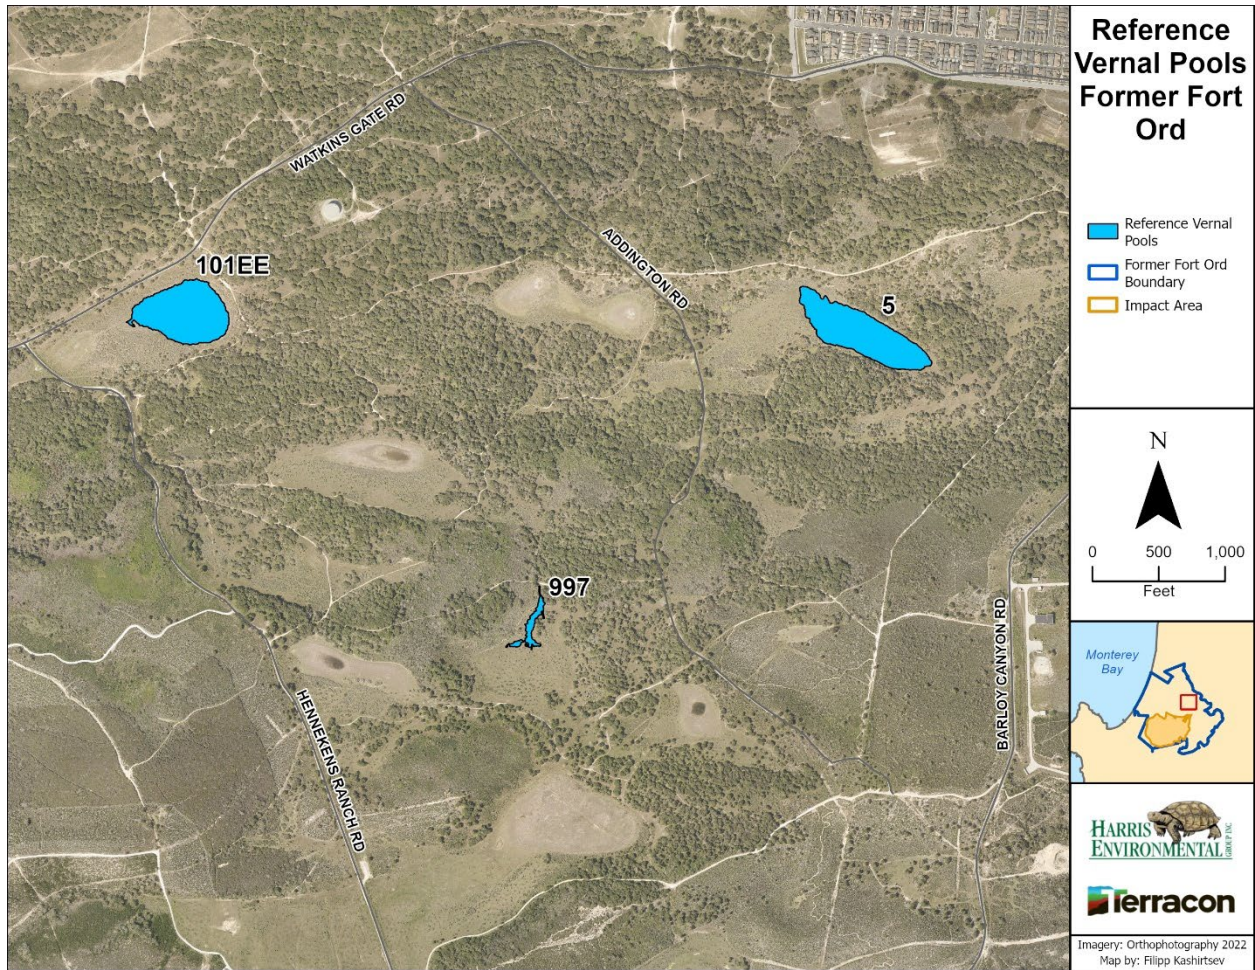 Reference
Vernal Pools
Former Fort
Ord
Reference Vernal
Pools
Former Fort Ord
Boundary
Impact Area
N
0 500 1,000
Feet
Monterey
Bay
HARRIS
ENVIRONMENTAL
GROUP INC
Terracon
Imagery: Orthophotography 2022
Map by: Filipp Kashirtsev
WATKINS GATE RD
101EE
ADDINGTON RD
5
997
HENNEKENS RANCH RD
BARLOY CANYON RD